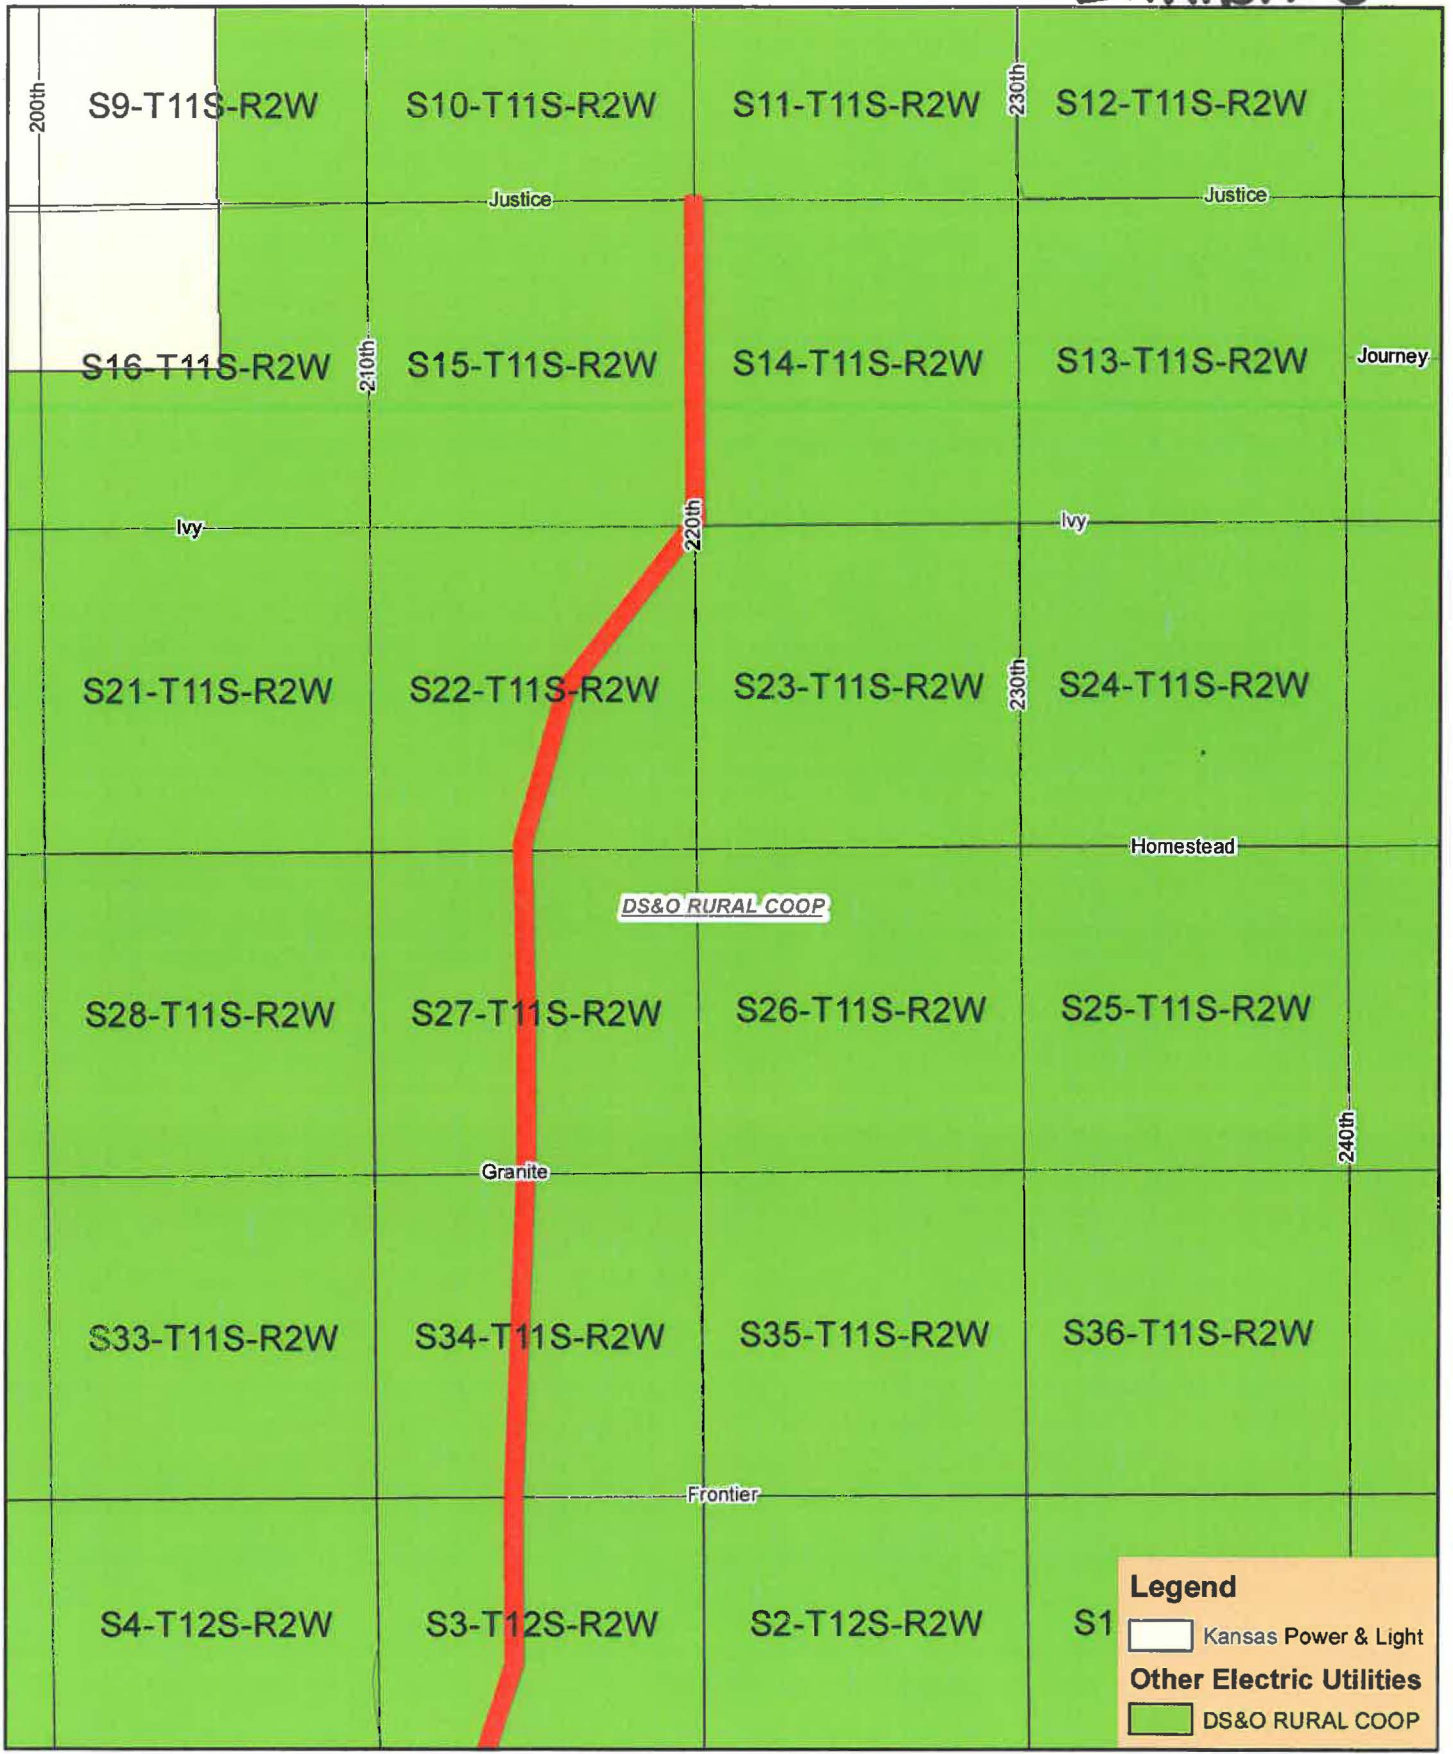 200th
S9-T11S-R2W
S10-T11S-R2W
S11-T11S-R2W
230th
S12-T11S-R2W
Justice
Justice
S16-T11S-R2W
210th
S15-T11S-R2W
S14-T11S-R2W
S13-T11S-R2W
Journey
Ivy
220th
Ivy
S21-T11S-R2W
S22-T11S-R2W
S23-T11S-R2W
230th
S24-T11S-R2W
Homestead
DS&O RURAL COOP
S28-T11S-R2W
S27-T11S-R2W
S26-T11S-R2W
S25-T11S-R2W
240th
Granite
S33-T11S-R2W
S34-T11S-R2W
S35-T11S-R2W
S36-T11S-R2W
Frontier
S4-T12S-R2W
S3-T12S-R2W
S2-T12S-R2W
S1
Legend
Kansas Power & Light
Other Electric Utilities
DS&O RURAL COOP